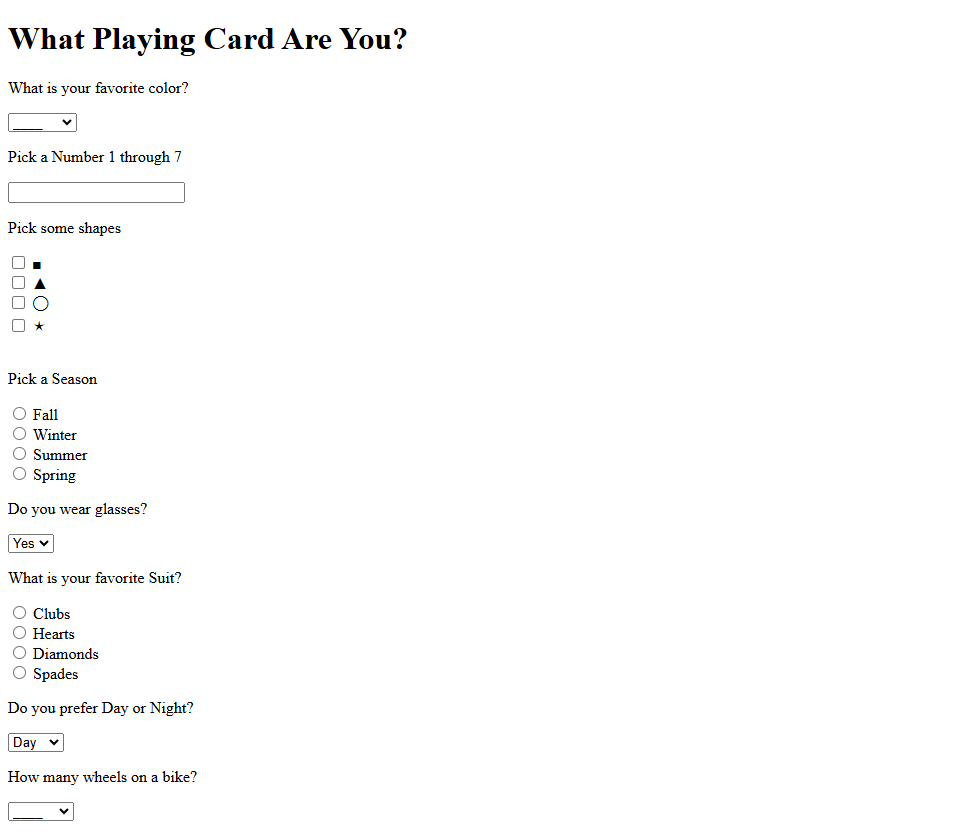 What Playing Card Are You?
What is your favorite color?
____
Pick a Number 1 through 7
Pick some shapes
■
▲
◯
★
Pick a Season
Fall
Winter
Summer
Spring
Do you wear glasses?
Yes
What is your favorite Suit?
Clubs
Hearts
Diamonds
Spades
Do you prefer Day or Night?
Day
How many wheels on a bike?
____